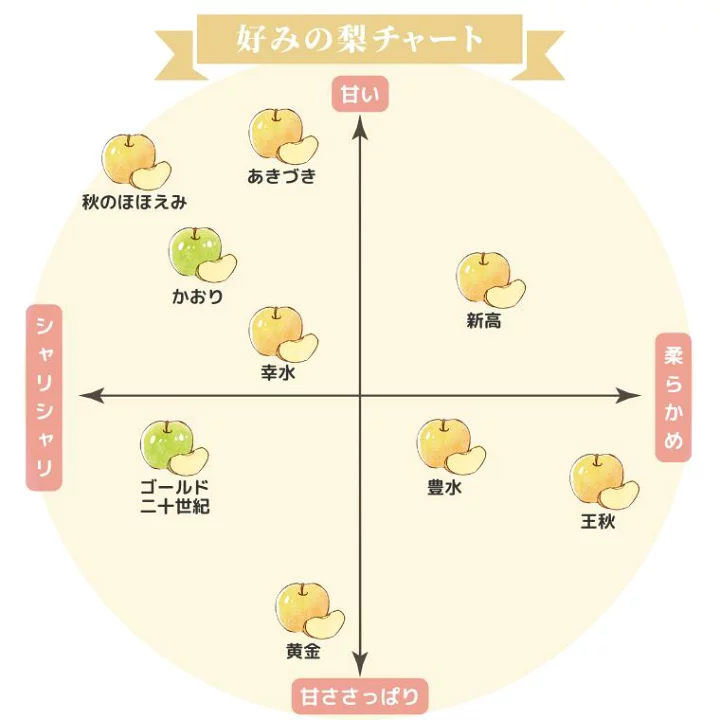 好みの梨チャート
甘い
あきづき
秋のほほえみ
かおり
新高
幸水
シャリシャリ
柔らかめ
ゴールド
二十世紀
豊水
王秋
黄金
甘ささっぱり